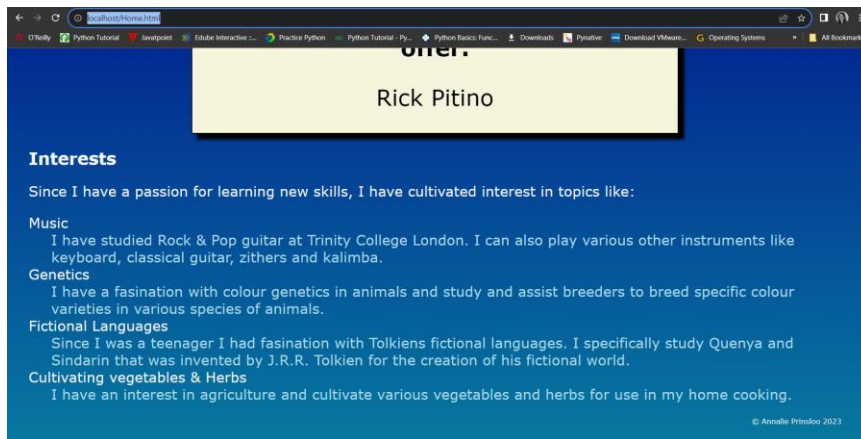 localhost/Home.html
O'Reilly Python Tutorial Javatpoint Edube Interactive :... Practice Python Python Tutorial - Py... Python Basics: Func... Downloads Pynative Download VMware... Operating Systems » All Bookmark
offer.
Rick Pitino
Interests
Since I have a passion for learning new skills, I have cultivated interest in topics like:
Music
I have studied Rock & Pop guitar at Trinity College London. I can also play various other instruments like
keyboard, classical guitar, zithers and kalimba.
Genetics
I have a fasination with colour genetics in animals and study and assist breeders to breed specific colour
varieties in various species of animals.
Fictional Languages
Since I was a teenager I had fasination with Tolkiens fictional languages. I specifically study Quenya and
Sindarin that was invented by J.R.R. Tolkien for the creation of his fictional world.
Cultivating vegetables & Herbs
I have an interest in agriculture and cultivate various vegetables and herbs for use in my home cooking.
© Annalie Prinsloo 2023